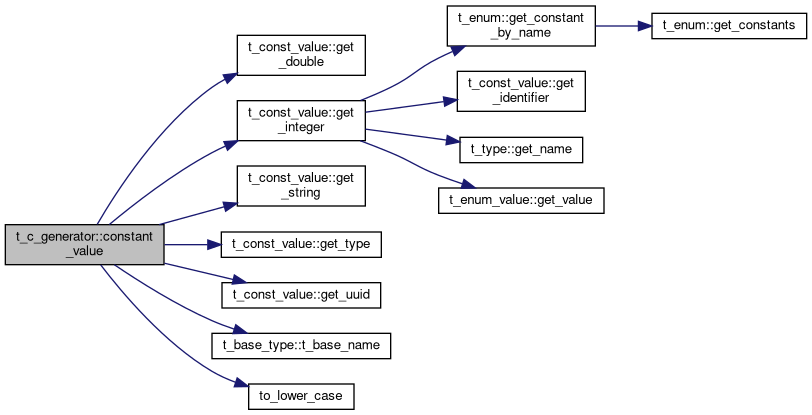 t_c_generator::constant
_value
t_const_value::get
_double
t_const_value::get
_integer
t_const_value::get
_string
t_const_value::get_type
t_const_value::get_uuid
t_base_type::t_base_name
to_lower_case
t_enum::get_constant
_by_name
t_const_value::get
_identifier
t_type::get_name
t_enum_value::get_value
t_enum::get_constants